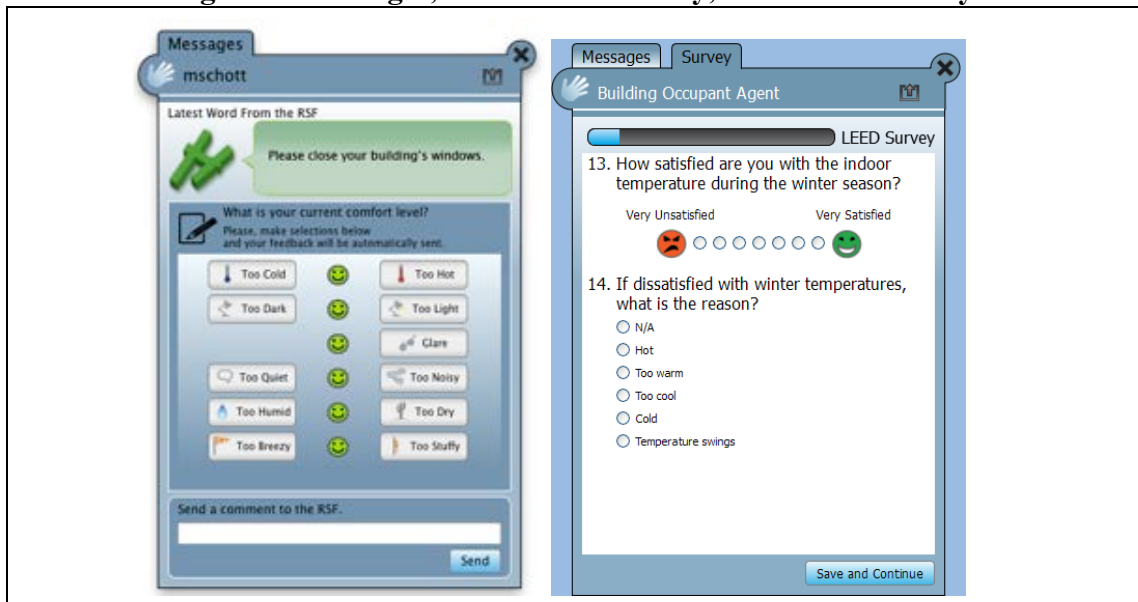 Messages
mschott
Latest Word From the RSF
Please close your building's windows.
What is your current comfort level?
Please, make selections below
and your feedback will be automatically sent.
Too Cold
Too Hot
Too Dark
Too Light
Glare
Too Quiet
Too Noisy
Too Humid
Too Dry
Too Breezy
Too Stuffy
Send a comment to the RSF.
Send
Messages
Survey
Building Occupant Agent
LEED Survey
13. How satisfied are you with the indoor
temperature during the winter season?
Very Unsatisfied
Very Satisfied
14. If dissatisfied with winter temperatures,
what is the reason?
N/A
Hot
Too warm
Too cool
Cold
Temperature swings
Save and Continue